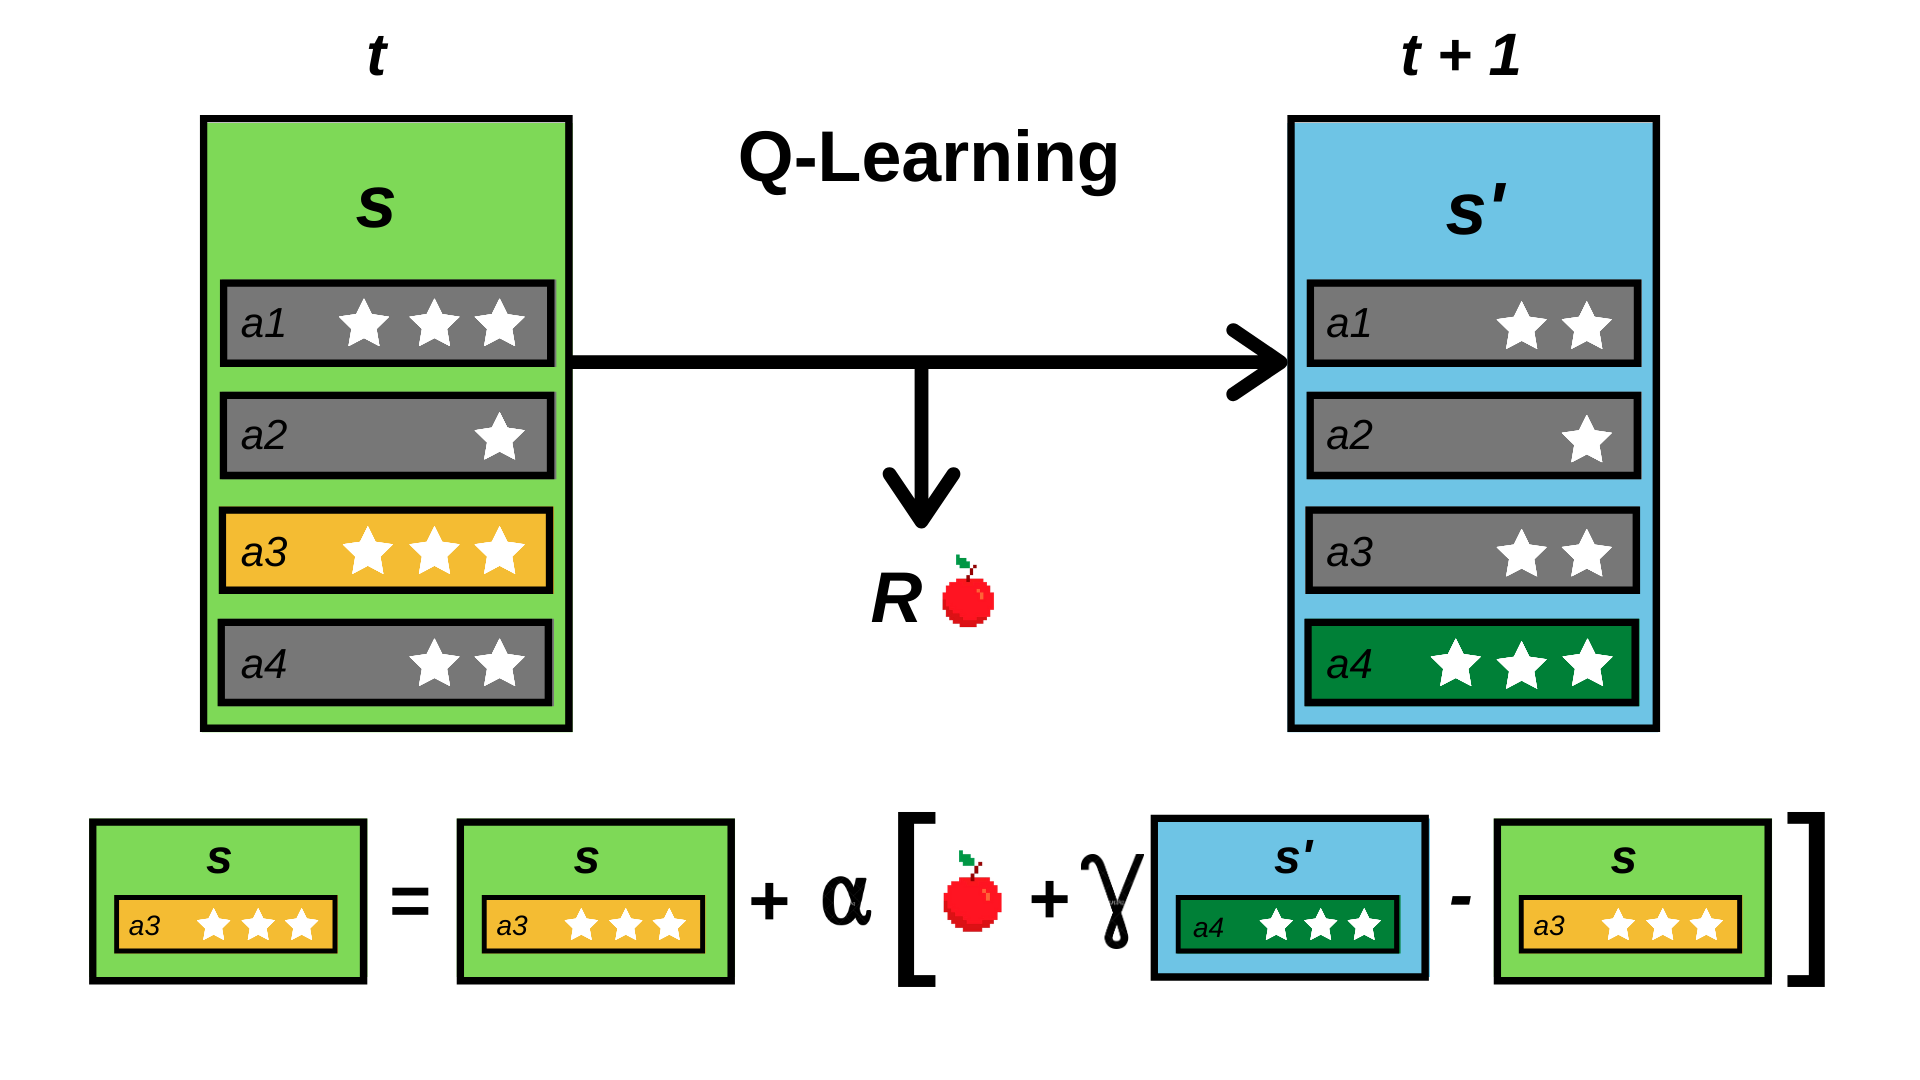 t
t + 1
Q-Learning
s
s'
a1
a1
a2
a2
a3
a3
R
a4
a4
s = s + α [ + γ s' - s ]
a3 a3 a4 a3